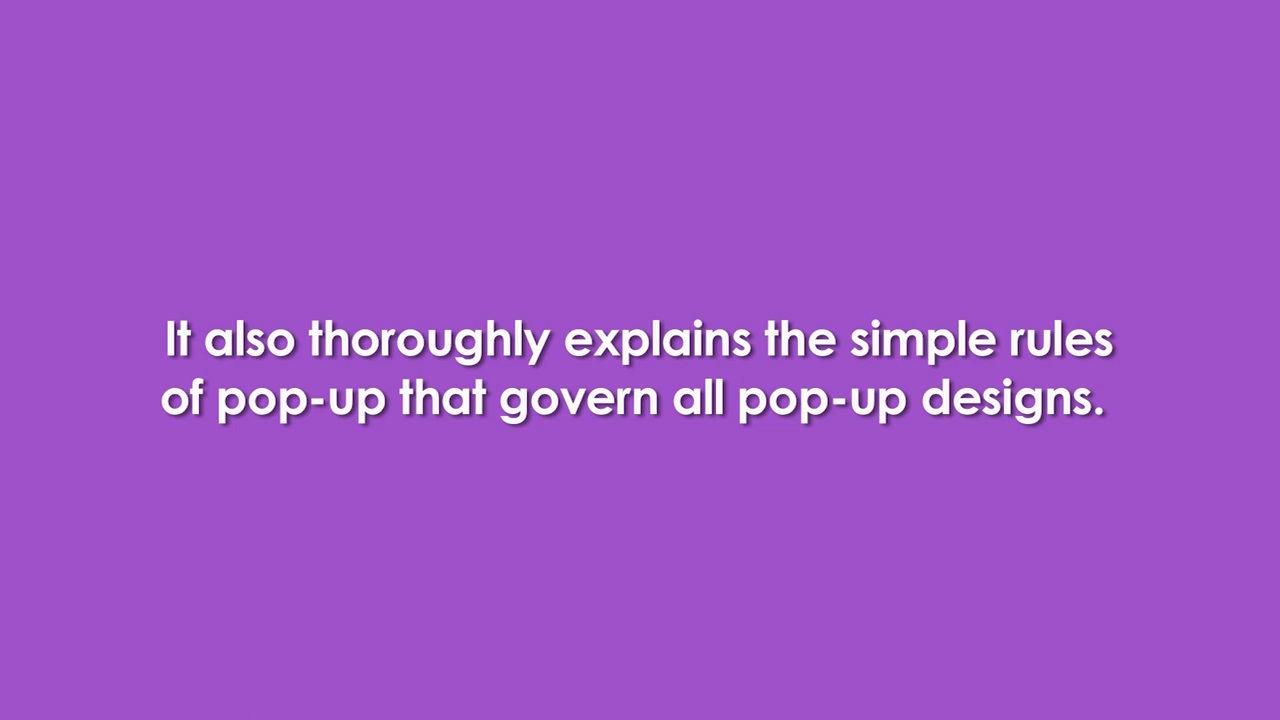 It also thoroughly explains the simple rules
of pop-up that govern all pop-up designs.